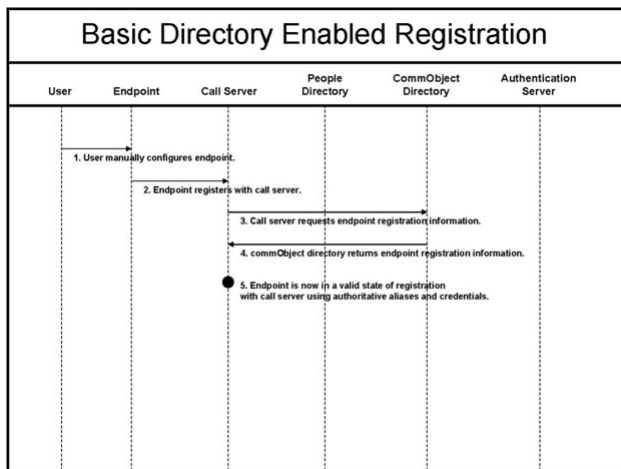 Basic Directory Enabled Registration
User Endpoint Call Server People Directory CommObject Directory Authentication Server
1. User manually configures endpoint.
2. Endpoint registers with call server.
3. Call server requests endpoint registration information.
4. commObject directory returns endpoint registration information.
5. Endpoint is now in a valid state of registration
with call server using authoritative aliases and credentials.